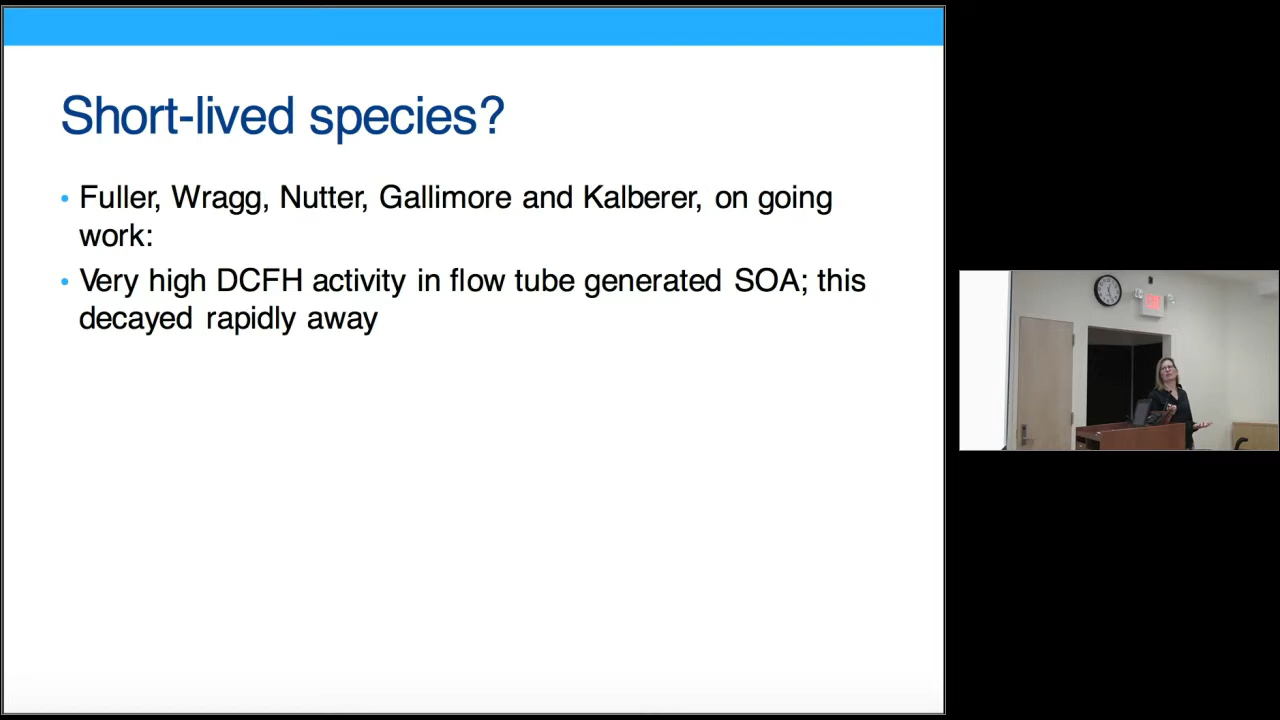 Short-lived species?
• Fuller, Wragg, Nutter, Gallimore and Kalberer, on going
work:
• Very high DCFH activity in flow tube generated SOA; this
decayed rapidly away
EXIT